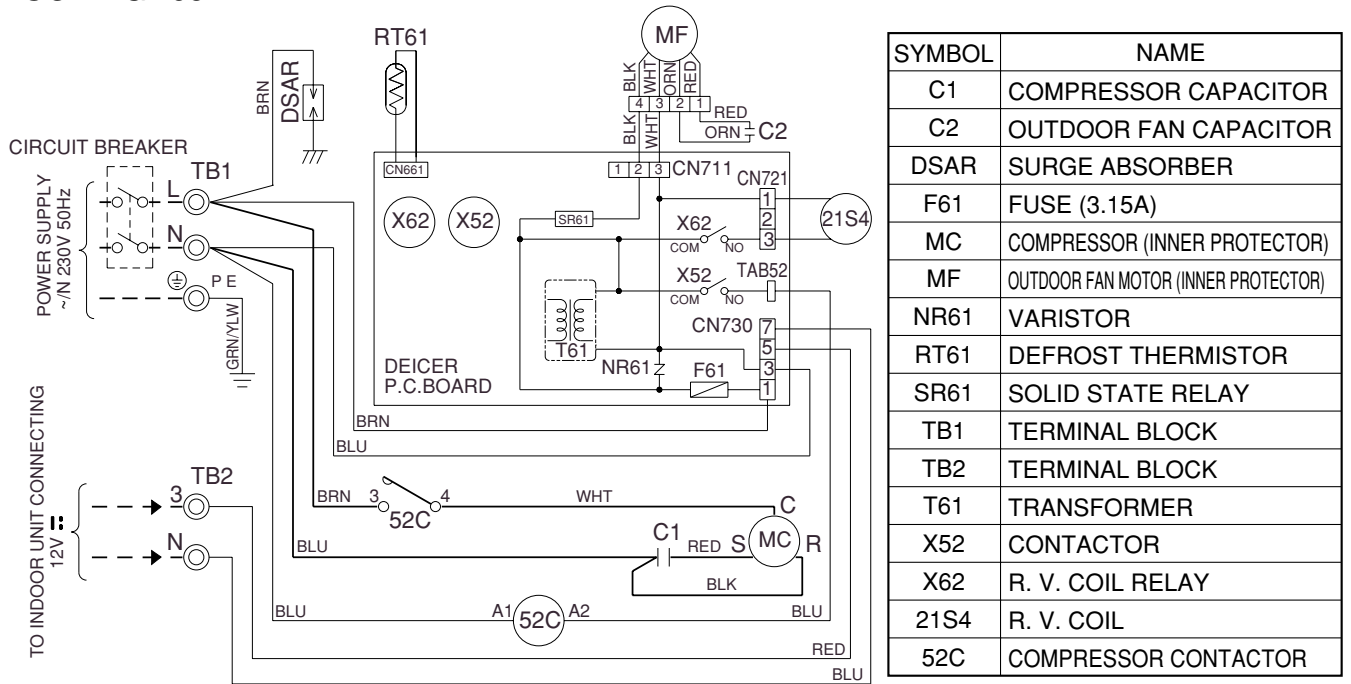 RT61
MF
BLK
WHT
ORN
RED
4 3 2 1
RED
ORN
C2
BLK
WHT
BRN
DSAR
CIRCUIT BREAKER
TB1
L
N
PE
POWER SUPPLY
~/N 230V 50Hz
GRN/YLW
CN661
1 2 3
CN711
CN721
1
2
3
21S4
X62
X52
SR61
X62
COM
NO
X52
COM
NO
TAB52
CN730
7
5
3
1
T61
NR61
F61
DEICER
P.C.BOARD
BRN
BLU
TO INDOOR UNIT CONNECTING
12V
TB2
3
N
BRN
3
4
52C
WHT
C
C1
RED
S
MC
R
BLU
BLK
BLU
A1
52C
A2
BLU
RED
BLU
SYMBOL NAME
C1 COMPRESSOR CAPACITOR
C2 OUTDOOR FAN CAPACITOR
DSAR SURGE ABSORBER
F61 FUSE (3.15A)
MC COMPRESSOR (INNER PROTECTOR)
MF OUTDOOR FAN MOTOR (INNER PROTECTOR)
NR61 VARISTOR
RT61 DEFROST THERMISTOR
SR61 SOLID STATE RELAY
TB1 TERMINAL BLOCK
TB2 TERMINAL BLOCK
T61 TRANSFORMER
X52 CONTACTOR
X62 R. V. COIL RELAY
21S4 R. V. COIL
52C COMPRESSOR CONTACTOR